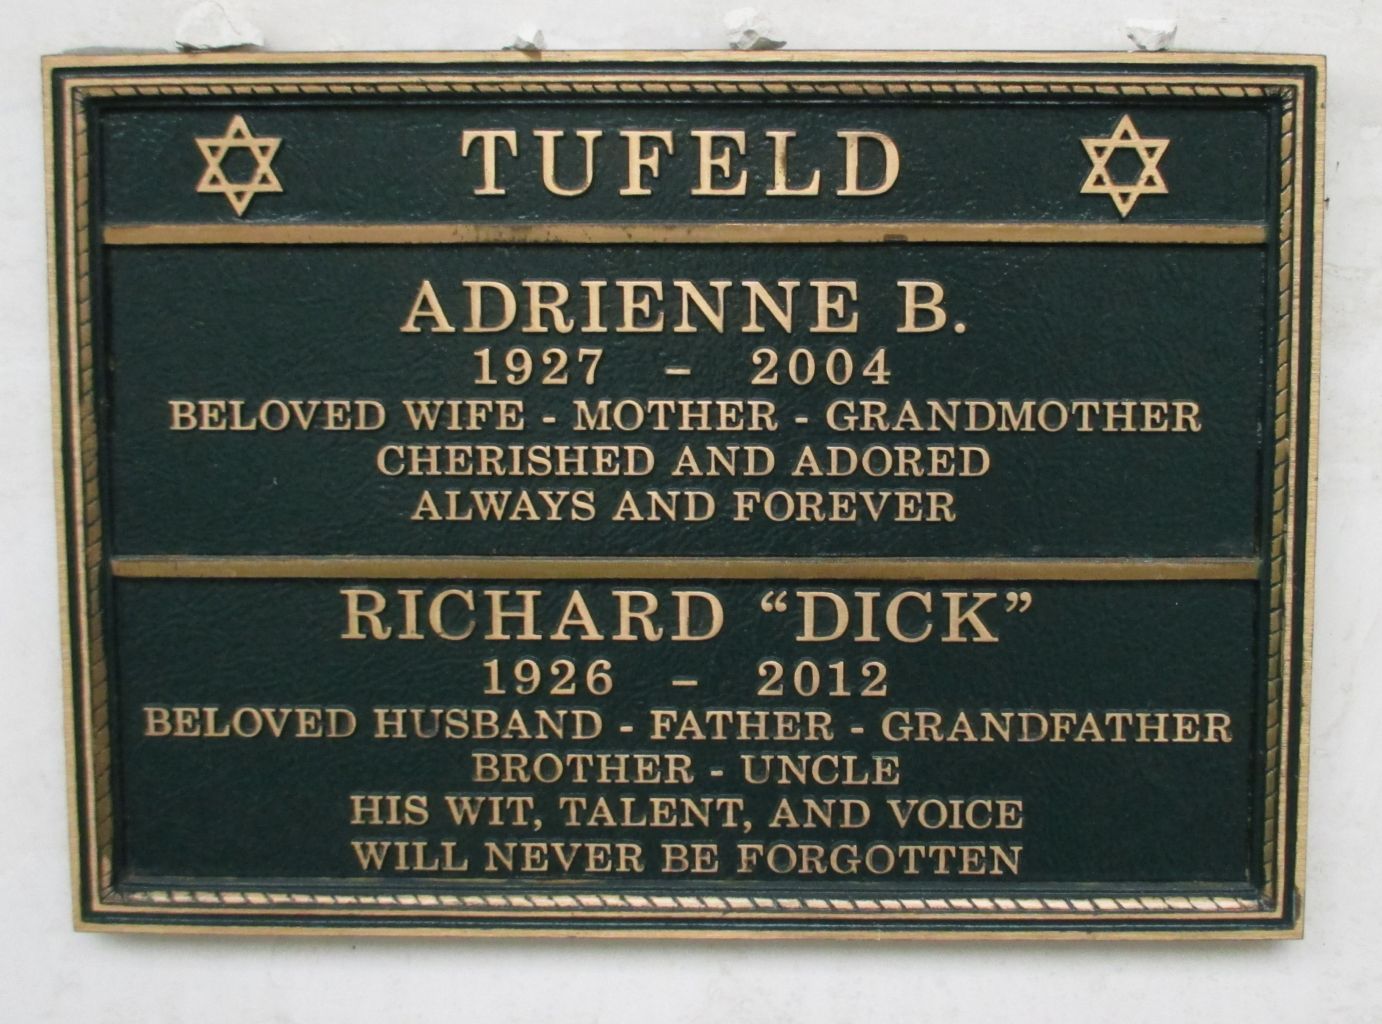 TUFELD
ADRIENNE B.
1927 – 2004
BELOVED WIFE - MOTHER - GRANDMOTHER
CHERISHED AND ADORED
ALWAYS AND FOREVER
RICHARD “DICK”
1926 – 2012
BELOVED HUSBAND - FATHER - GRANDFATHER
BROTHER - UNCLE
HIS WIT, TALENT, AND VOICE
WILL NEVER BE FORGOTTEN